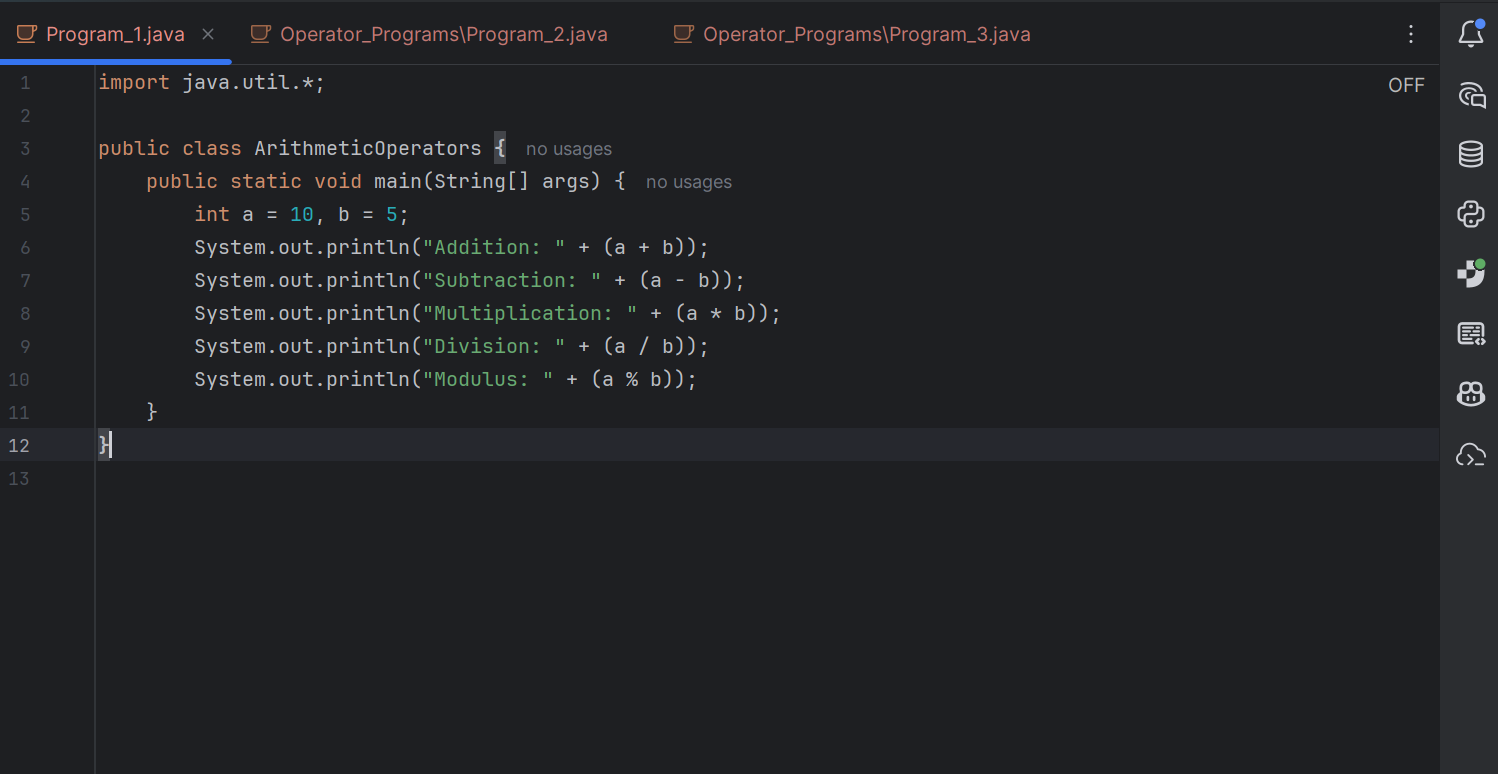 Program_1.java Operator_Programs\Program_2.java Operator_Programs\Program_3.java
OFF
1 import java.util.*;
2
3 public class ArithmeticOperators { no usages
4     public static void main(String[] args) { no usages
5         int a = 10, b = 5;
6         System.out.println("Addition: " + (a + b));
7         System.out.println("Subtraction: " + (a - b));
8         System.out.println("Multiplication: " + (a * b));
9         System.out.println("Division: " + (a / b));
10         System.out.println("Modulus: " + (a % b));
11     }
12 }
13